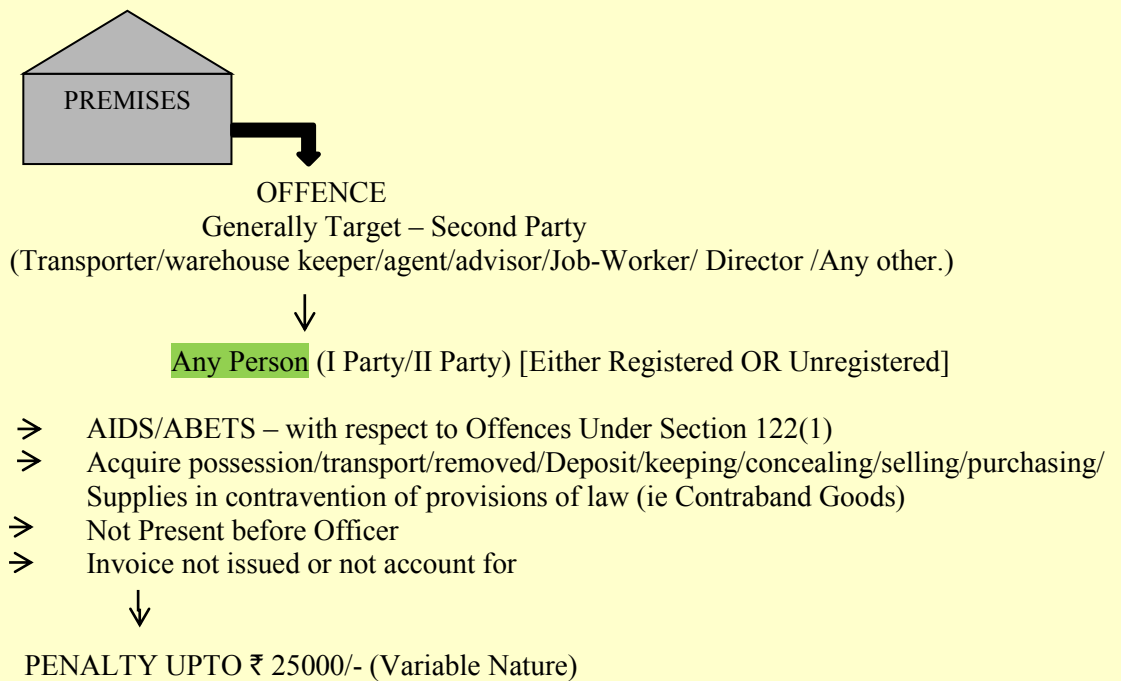 PREMISES
OFFENCE
Generally Target – Second Party
(Transporter/warehouse keeper/agent/advisor/Job-Worker/ Director /Any other.)
Any Person (I Party/II Party) [Either Registered OR Unregistered]
AIDS/ABETS – with respect to Offences Under Section 122(1)
Acquire possession/transport/removed/Deposit/keeping/concealing/selling/purchasing/
Supplies in contravention of provisions of law (ie Contraband Goods)
Not Present before Officer
Invoice not issued or not account for
PENALTY UPTO ₹ 25000/- (Variable Nature)